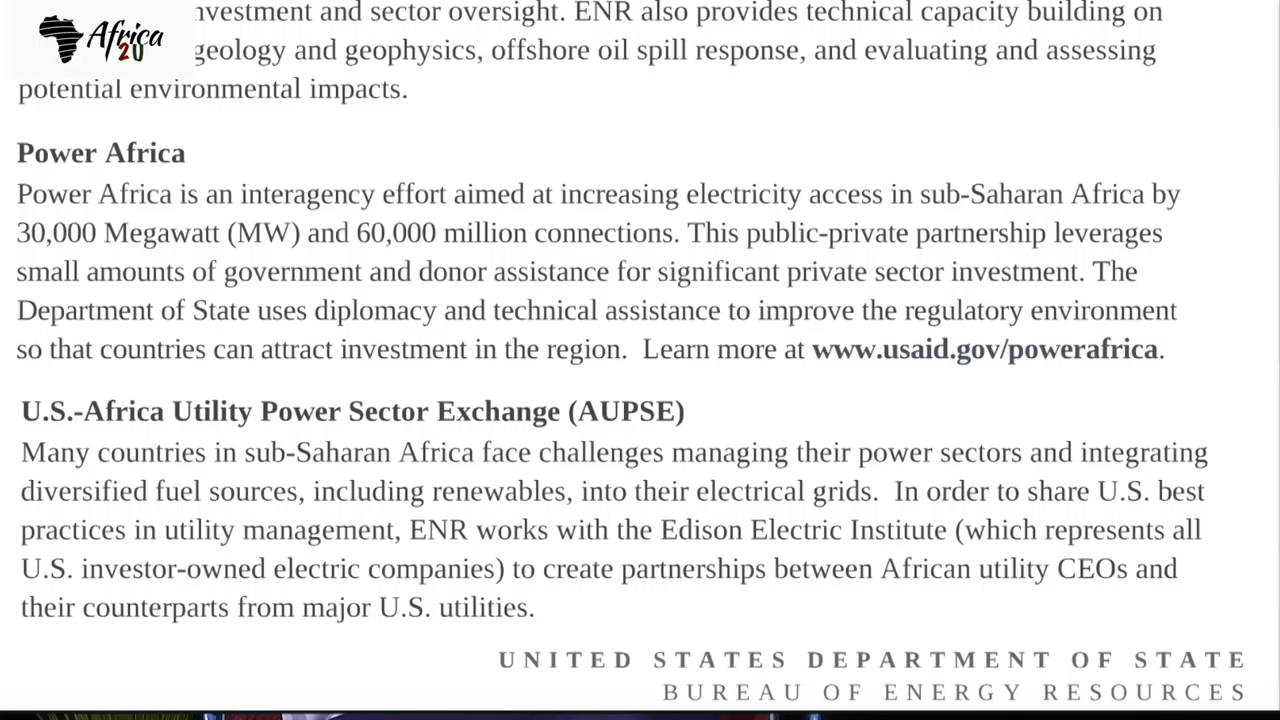 Africa
20
nvestment and sector oversight. ENR also provides technical capacity building on
geology and geophysics, offshore oil spill response, and evaluating and assessing
potential environmental impacts.
Power Africa
Power Africa is an interagency effort aimed at increasing electricity access in sub-Saharan Africa by
30,000 Megawatt (MW) and 60,000 million connections. This public-private partnership leverages
small amounts of government and donor assistance for significant private sector investment. The
Department of State uses diplomacy and technical assistance to improve the regulatory environment
so that countries can attract investment in the region.  Learn more at www.usaid.gov/powerafrica.
U.S.-Africa Utility Power Sector Exchange (AUPSE)
Many countries in sub-Saharan Africa face challenges managing their power sectors and integrating
diversified fuel sources, including renewables, into their electrical grids.  In order to share U.S. best
practices in utility management, ENR works with the Edison Electric Institute (which represents all
U.S. investor-owned electric companies) to create partnerships between African utility CEOs and
their counterparts from major U.S. utilities.
UNITED STATES DEPARTMENT OF STATE
BUREAU OF ENERGY RESOURCES